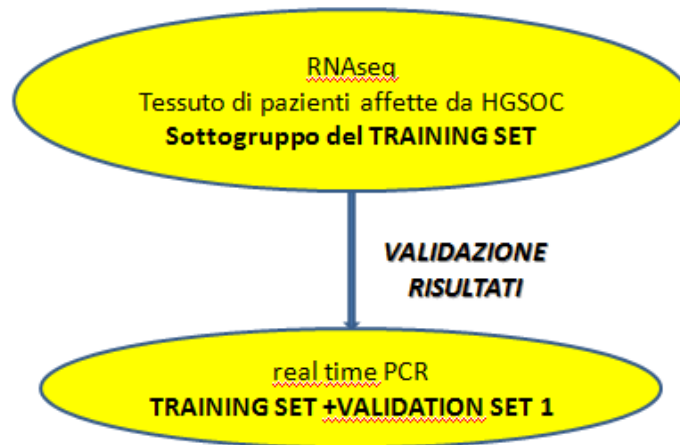 RNAseq
Tessuto di pazienti affette da HGSOC
Sottogruppo del TRAINING SET
VALIDAZIONE
RISULTATI
real time PCR
TRAINING SET +VALIDATION SET 1